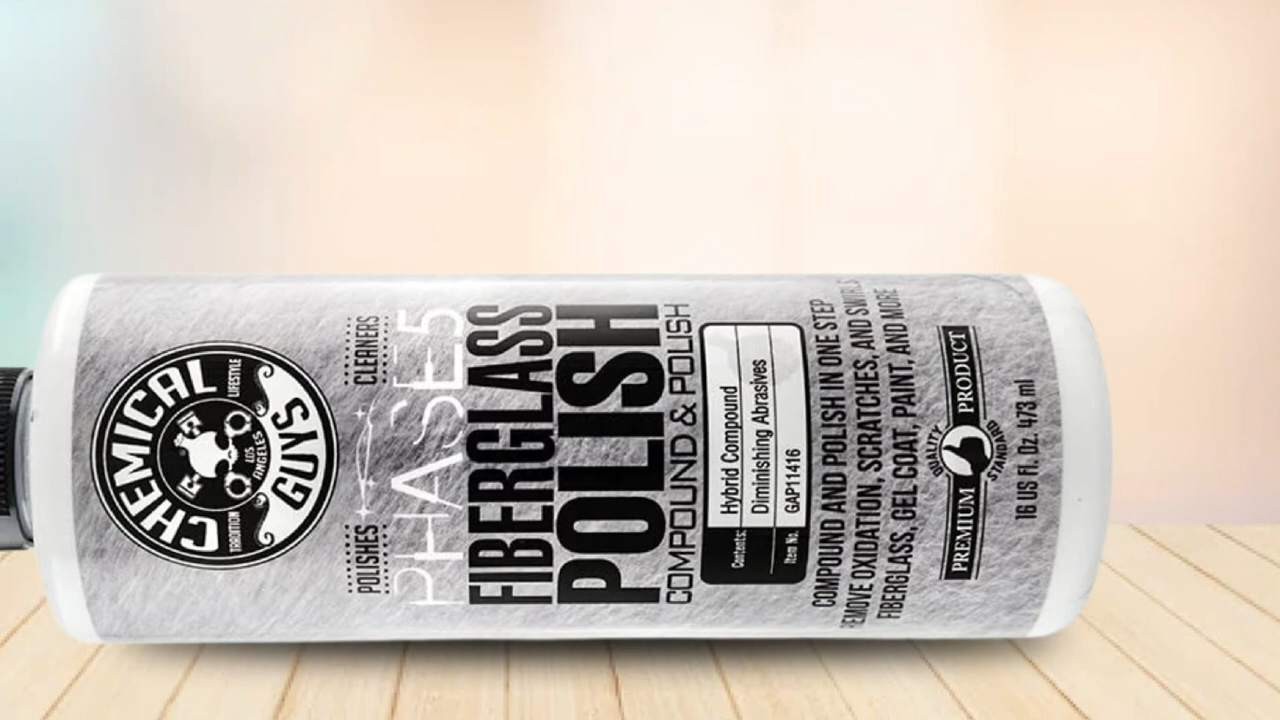 CHEMICAL
GUYS
LOS
ANGELES
TRADITION
LIFESTYLE
POLISHES
CLEANERS
PHASE5
FIBERGLASS
POLISH
COMPOUND & POLISH
Contents: Hybrid Compound
Diminishing Abrasives
Item No. GAP11416
COMPOUND AND POLISH IN ONE STEP
REMOVE OXIDATION, SCRATCHES, AND SWIRLS
FIBERGLASS, GEL COAT, PAINT, AND MORE
QUALITY
PREMIUM PRODUCT
STANDARD
16 US Fl. Oz. 473 ml